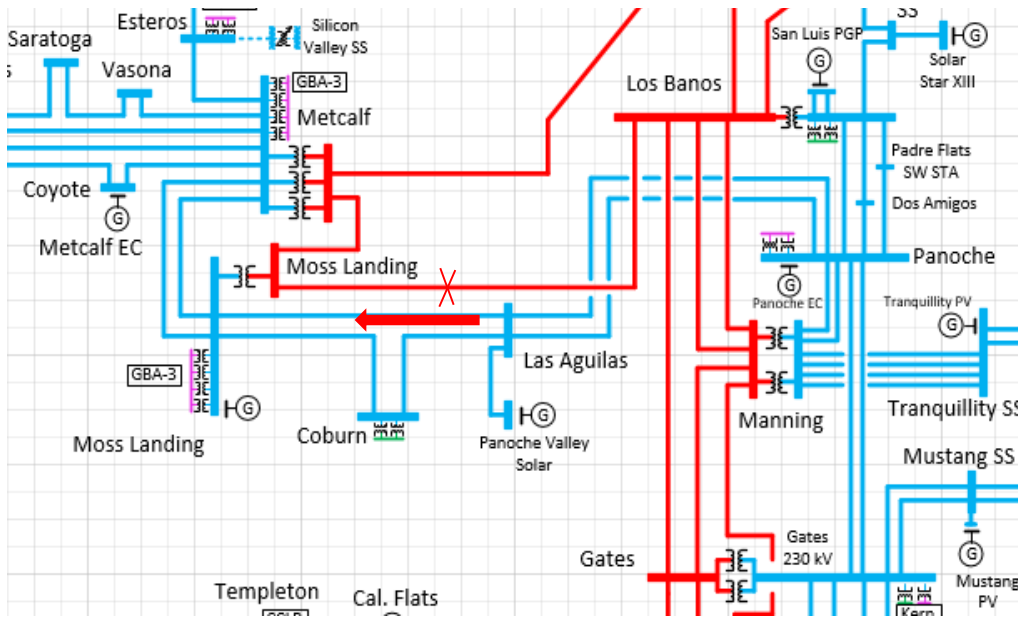 Esteros
Silicon
Valley SS
Saratoga
Vasona
GBA-3
Metcalf
Coyote
G
Metcalf EC
San Luis PGP
G
SS
G
Solar
Star XIII
Los Banos
Padre Flats
SW STA
Dos Amigos
Panoche
G
Panoche EC
Tranquillity PV
G
Moss Landing
X
Las Aguilas
GBA-3
G
Moss Landing
Coburn
G
Panoche Valley
Solar
Manning
Tranquillity SS
Mustang SS
G
Mustang
PV
Gates
Gates
230 kV
Kern
Templeton
Cal. Flats